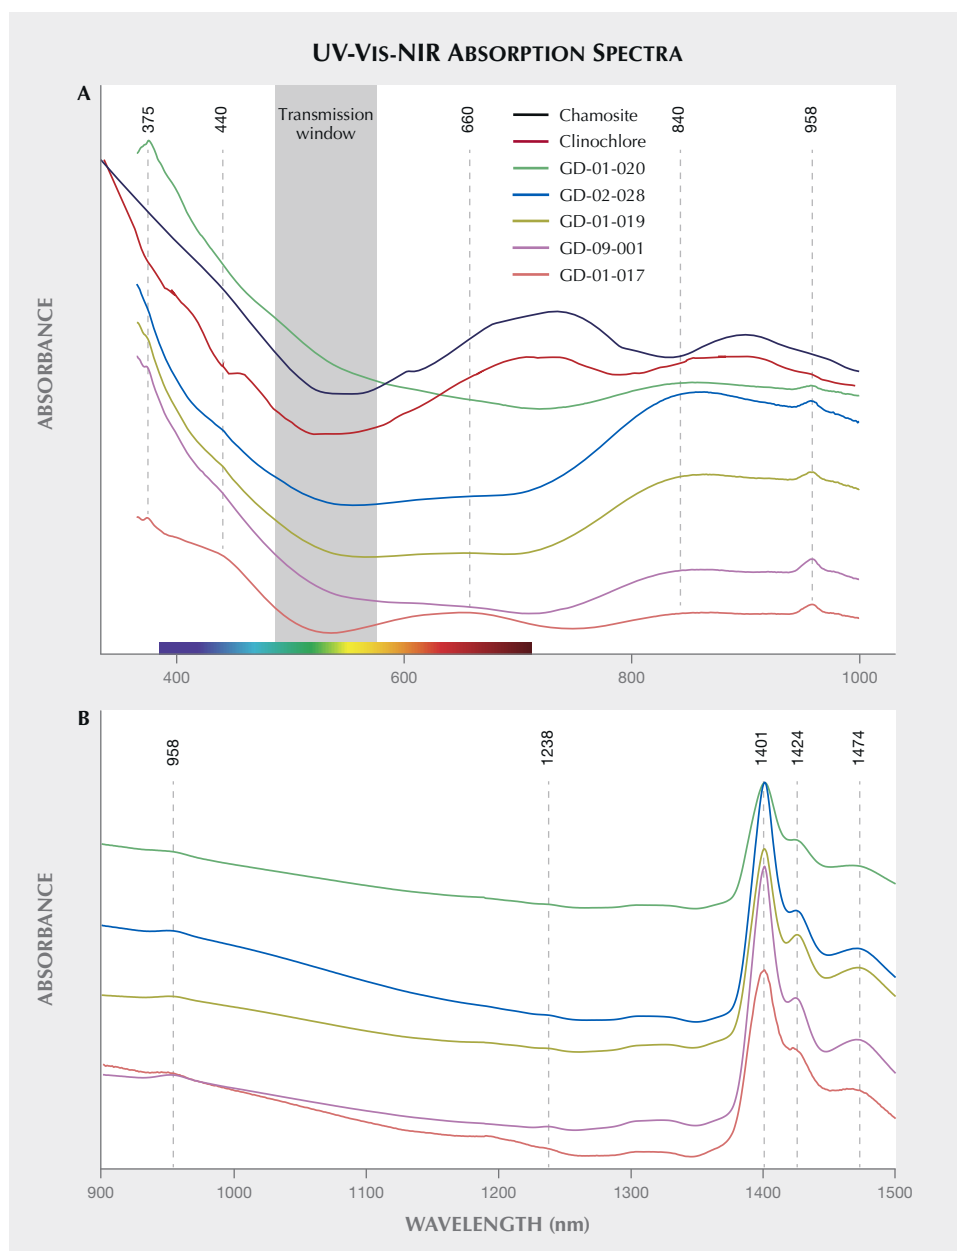 UV-VIS-NIR ABSORPTION SPECTRA
A
375
440
Transmission
window
660
840
958
Chamosite
Clinochlore
GD-01-020
GD-02-028
GD-01-019
GD-09-001
GD-01-017
ABSORBANCE
400
600
800
1000
B
958
1238
1401
1424
1474
ABSORBANCE
900
1000
1100
1200
1300
1400
1500
WAVELENGTH (nm)